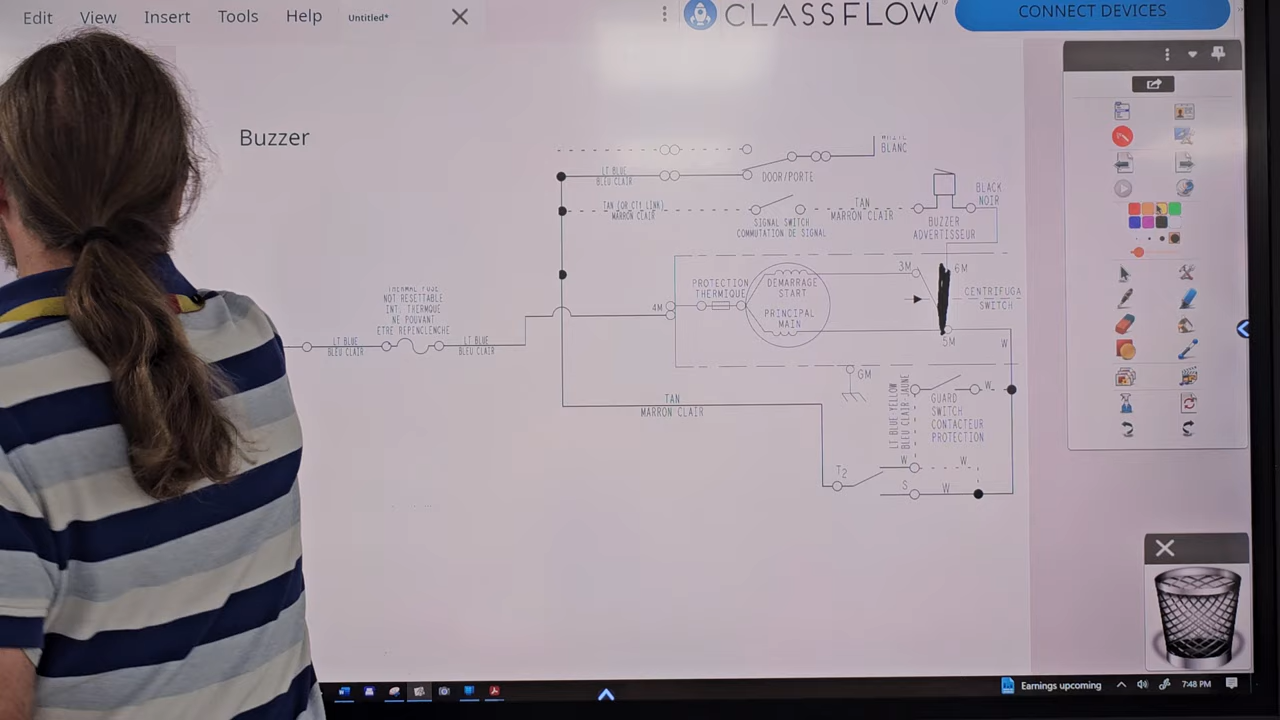 Edit View Insert Tools Help Untitled*
CLASSFLOW
CONNECT DEVICES
Buzzer
BLANC
LT BLUE
BLEU CLAIR
DOOR/PORTE
TAN (OR CTY LINK)
MARRON CLAIR
SIGNAL SWITCH
COMMUTATION DE SIGNAL
TAN
MARRON CLAIR
BUZZER
ADVERTISSEUR
BLACK
NOIR
THERMAL FUSE
NOT RESETTABLE
INT. THERMQUE
NE POUVANT
ETRE REPINCLENCHE
LT BLUE
BLEU CLAIR
LT BLUE
BLEU CLAIR
4M
PROTECTION
THERMIQUE
DEMARRAGE
START
PRINCIPAL
MAIN
3M
6M
CENTRIFUGA
SWITCH
5M
W
GM
LT BLUE-YELLOW
BLEU CLAIR-JAUNE
GUARD
SWITCH
CONTACTEUR
PROTECTION
W
TAN
MARRON CLAIR
T2
W
W
S
W
Earnings upcoming
7:48 PM